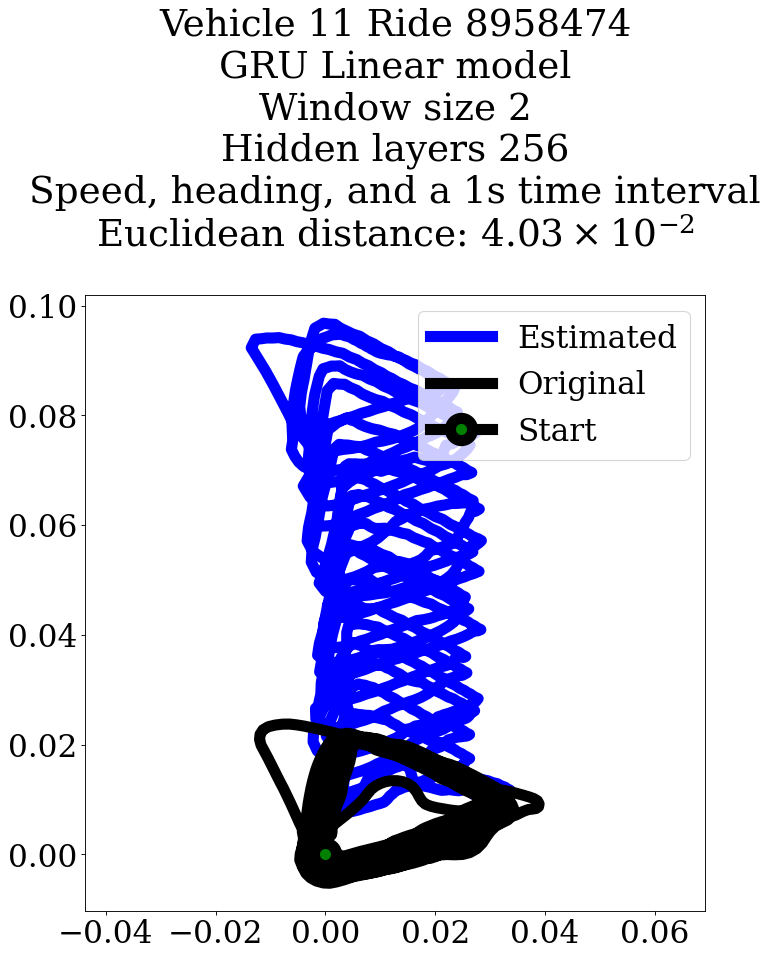 Vehicle 11 Ride 8958474
GRU Linear model
Window size 2
Hidden layers 256
Speed, heading, and a 1s time interval
Euclidean distance: 4.03 × 10⁻²
Estimated
Original
Start
0.10
0.08
0.06
0.04
0.02
0.00
−0.04 −0.02 0.00 0.02 0.04 0.06